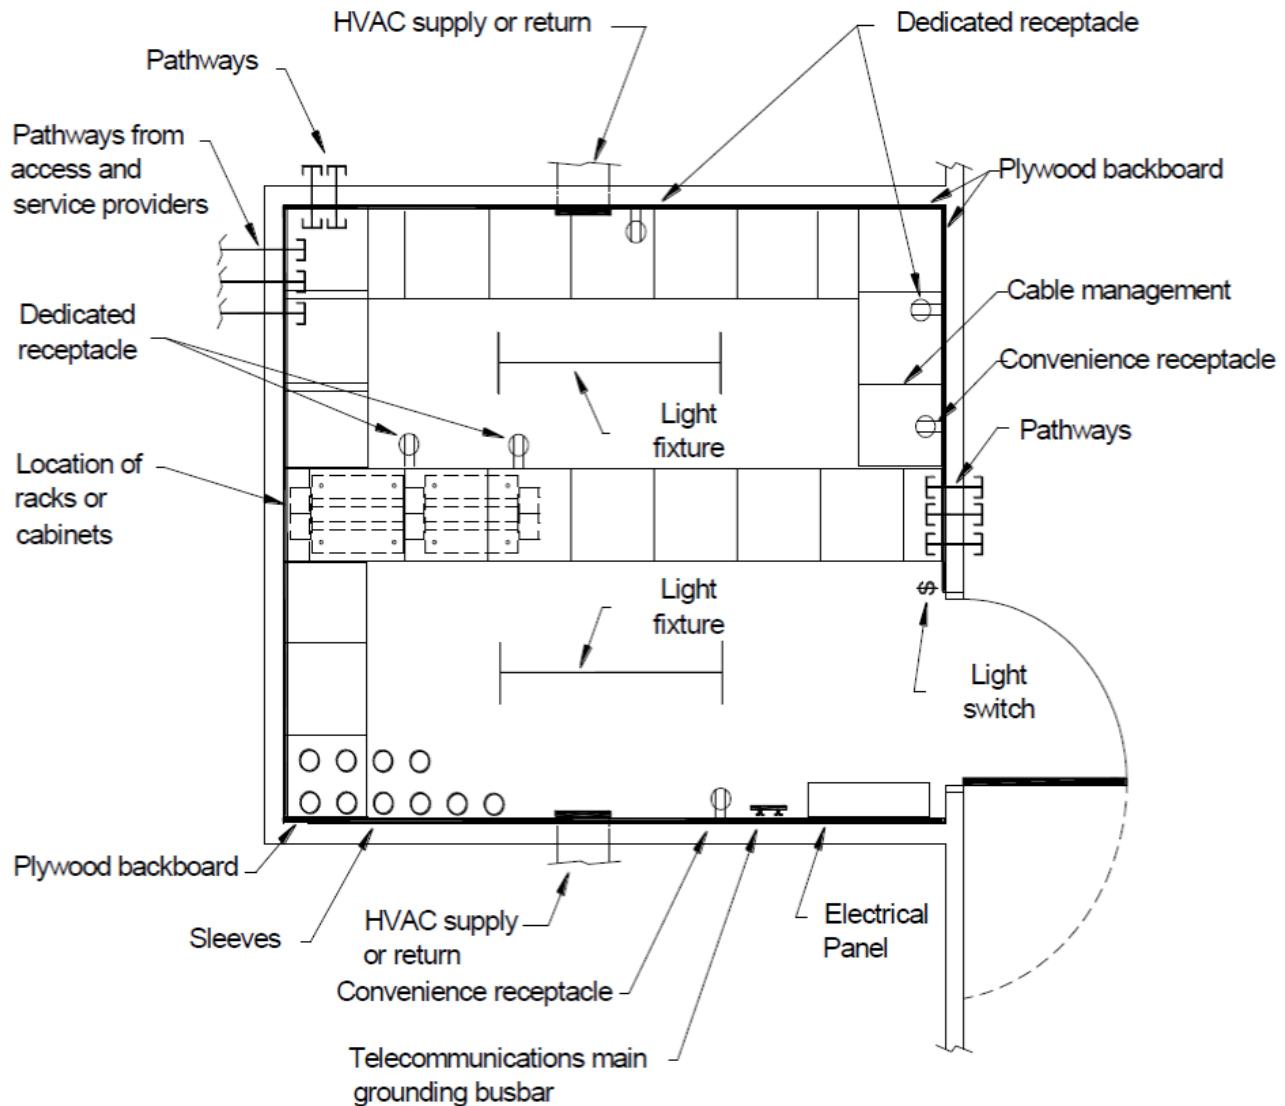 HVAC supply or return
Dedicated receptacle
Pathways
Pathways from
access and
service providers
Plywood backboard
Cable management
Dedicated
receptacle
Convenience receptacle
Light
fixture
Pathways
Location of
racks or
cabinets
$
Light
fixture
Light
switch
Plywood backboard
Sleeves
HVAC supply
or return
Electrical
Panel
Convenience receptacle
Telecommunications main
grounding busbar